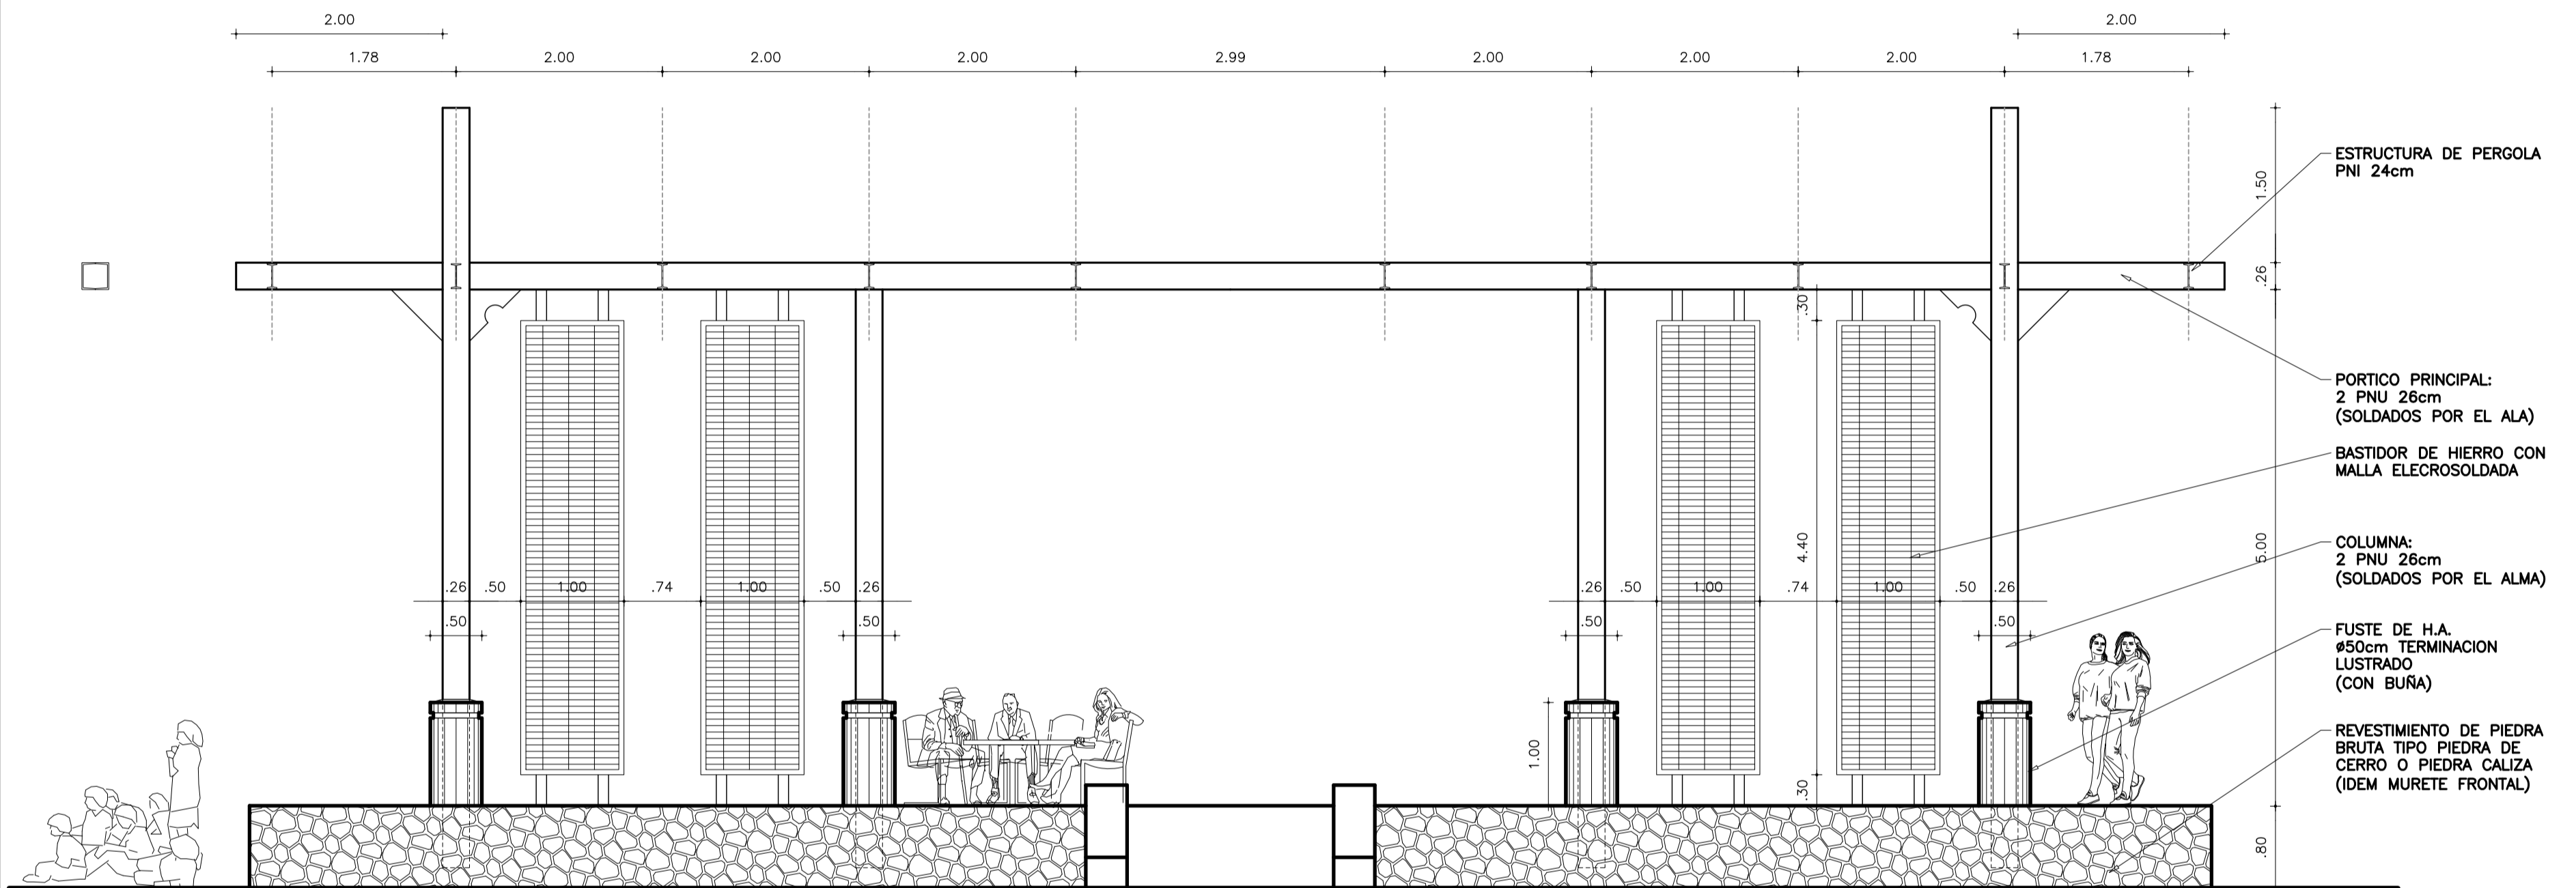 2.00
2.00
1.78
2.00
2.00
2.00
2.99
2.00
2.00
2.00
1.78
ESTRUCTURA DE PERGOLA
PNI 24cm
1.50
.26
.30
PORTICO PRINCIPAL:
2 PNU 26cm
(SOLDADOS POR EL ALA)
BASTIDOR DE HIERRO CON
MALLA ELECROSOLDADA
4.40
5.00
COLUMNA:
2 PNU 26cm
(SOLDADOS POR EL ALMA)
.26 .50 1.00 .74 1.00 .50 .26
.26 .50 1.00 .74 1.00 .50 .26
.50
.50
.50
.50
FUSTE DE H.A.
ø50cm TERMINACION
LUSTRADO
(CON BUÑA)
1.00
REVESTIMIENTO DE PIEDRA
BRUTA TIPO PIEDRA DE
CERRO O PIEDRA CALIZA
(IDEM MURETE FRONTAL)
.30
.80